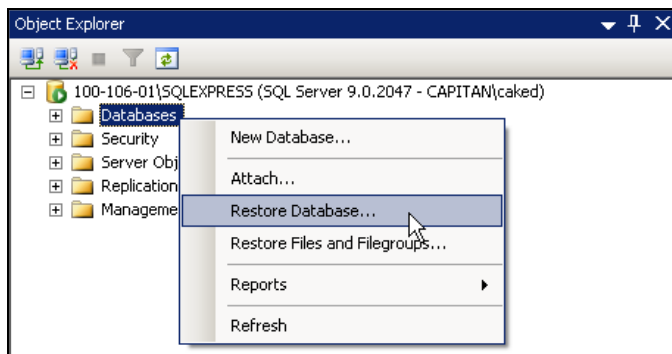 Object Explorer
100-106-01\SQLEXPRESS (SQL Server 9.0.2047 - CAPITAN\caked)
Databases
Security
Server Obj
Replication
Manageme
New Database...
Attach...
Restore Database...
Restore Files and Filegroups...
Reports
Refresh